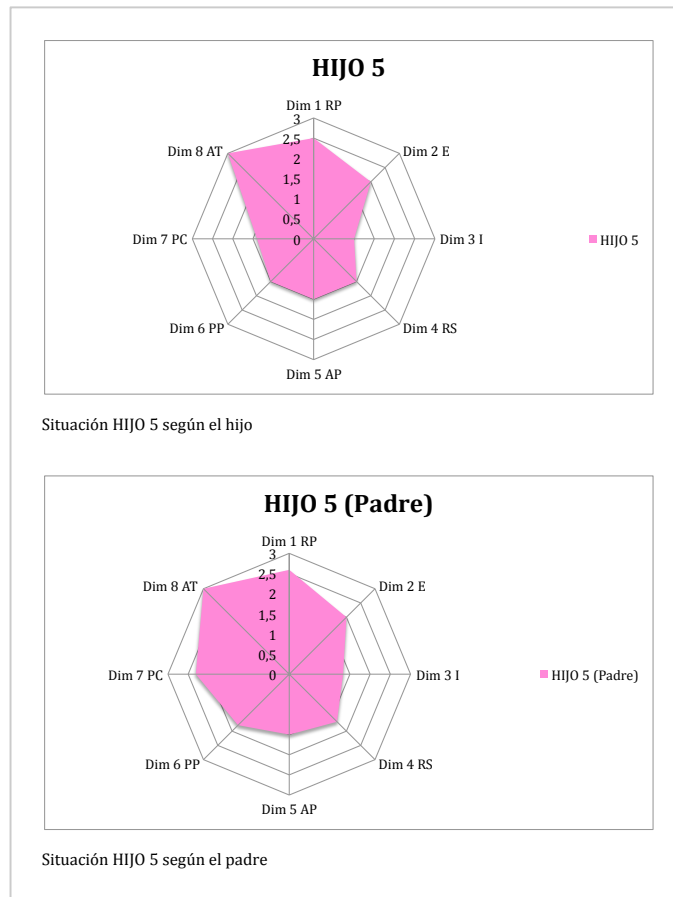 HIJO 5
Dim 1 RP
3
2,5
2
1,5
1
0,5
0
Dim 2 E
Dim 3 I
Dim 4 RS
Dim 5 AP
Dim 6 PP
Dim 7 PC
Dim 8 AT
HIJO 5
Situación HIJO 5 según el hijo
HIJO 5 (Padre)
Dim 1 RP
3
2,5
2
1,5
1
0,5
0
Dim 2 E
Dim 3 I
Dim 4 RS
Dim 5 AP
Dim 6 PP
Dim 7 PC
Dim 8 AT
HIJO 5 (Padre)
Situación HIJO 5 según el padre